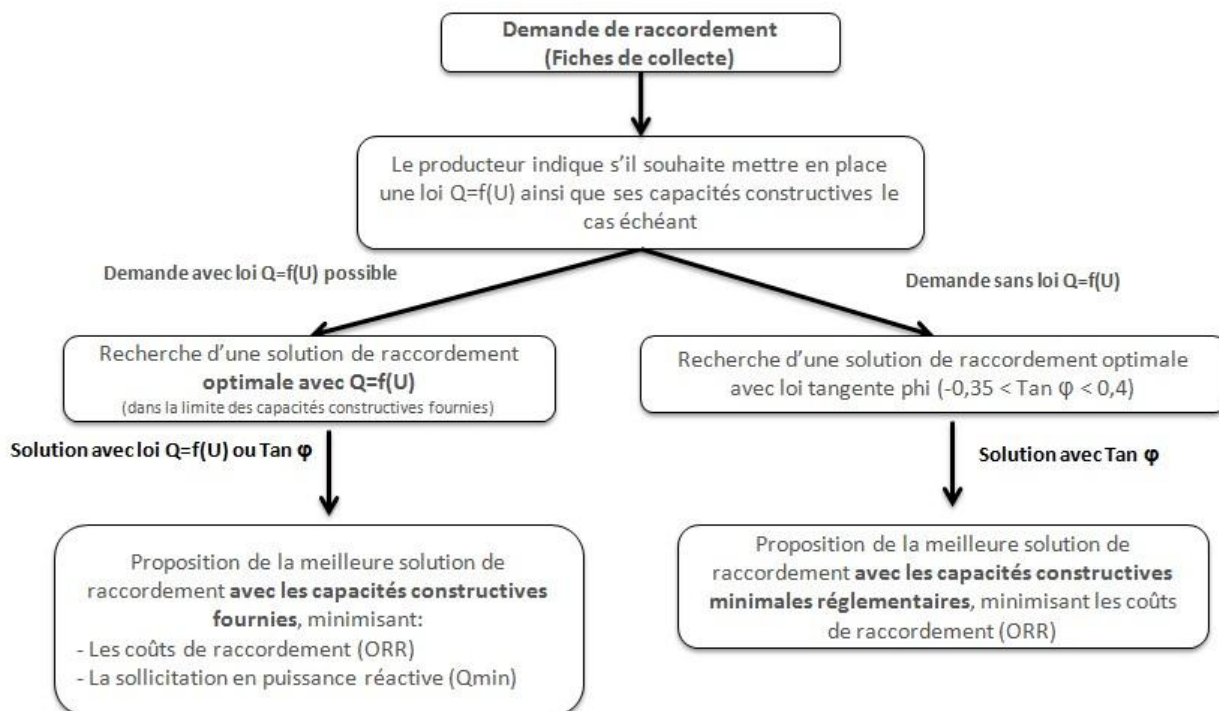 Demande de raccordement
(Fiches de collecte)
Le producteur indique s’il souhaite mettre en place
une loi Q=f(U) ainsi que ses capacités constructives le
cas échéant
Demande avec loi Q=f(U) possible
Demande sans loi Q=f(U)
Recherche d’une solution de raccordement
optimale avec Q=f(U)
(dans la limite des capacités constructives fournies)
Recherche d’une solution de raccordement optimale
avec loi tangente phi (-0,35 < Tan φ < 0,4)
Solution avec loi Q=f(U) ou Tan φ
Solution avec Tan φ
Proposition de la meilleure solution de
raccordement avec les capacités constructives
fournies, minimisant:
- Les coûts de raccordement (ORR)
- La sollicitation en puissance réactive (Qmin)
Proposition de la meilleure solution de
raccordement avec les capacités constructives
minimales réglementaires, minimisant les coûts
de raccordement (ORR)